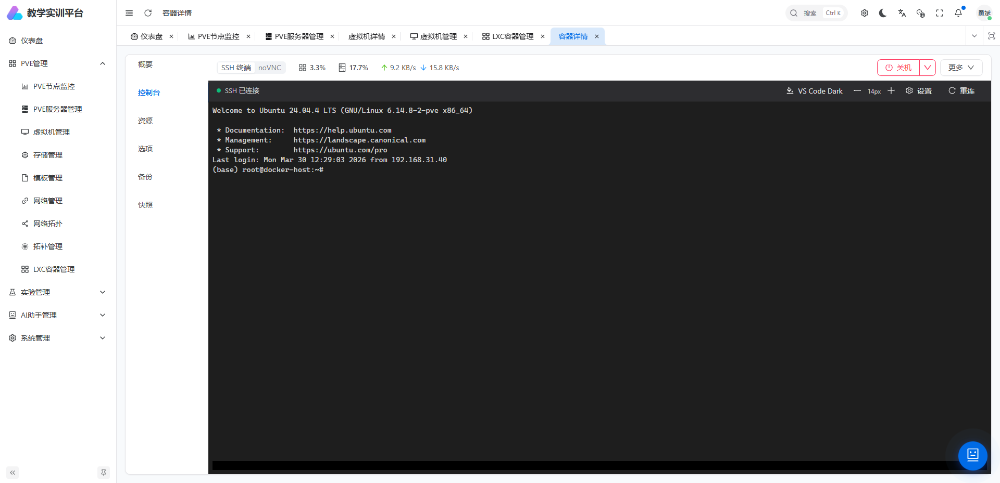 教学实训平台
容器详情
搜索 Ctrl K
勇斌
仪表盘
PVE管理
PVE节点监控
PVE服务器管理
虚拟机管理
存储管理
模板管理
网络管理
网络拓扑
拓补管理
LXC容器管理
实验管理
AI助手管理
系统管理
仪表盘 PVE节点监控 PVE服务器管理 虚拟机详情 虚拟机管理 LXC容器管理 容器详情
概要
控制台
资源
选项
备份
快照
SSH 终端 noVNC 3.3% 17.7% 9.2 KB/s 15.8 KB/s
关机 更多
SSH 已连接
VS Code Dark 14px 设置 重连
Welcome to Ubuntu 24.04.4 LTS (GNU/Linux 6.14.8-2-pve x86_64)
* Documentation: https://help.ubuntu.com
* Management: https://landscape.canonical.com
* Support: https://ubuntu.com/pro
Last login: Mon Mar 30 12:29:03 2026 from 192.168.31.40
(base) root@docker-host:~#